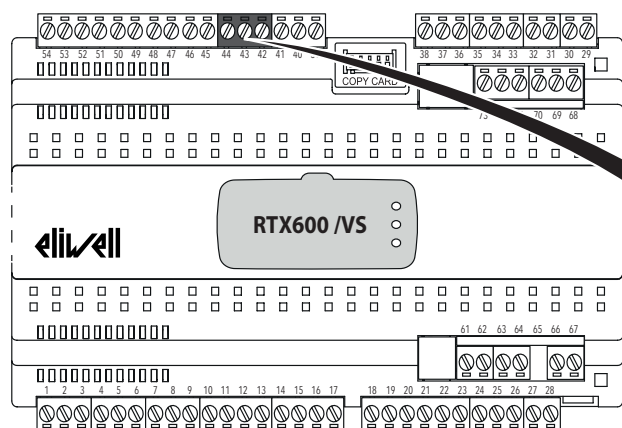 54 53 52 51 50 49 48 47 46 45 44 43 42 41 40
38 37 36 35 34 33 32 31 30 29
COPY CARD
73 70 69 68
eliwell
RTX600 /VS
61 62 63 64 65 66 67
1 2 3 4 5 6 7 8 9 10 11 12 13 14 15 16 17
18 19 20 21 22 23 24 25 26 27 28